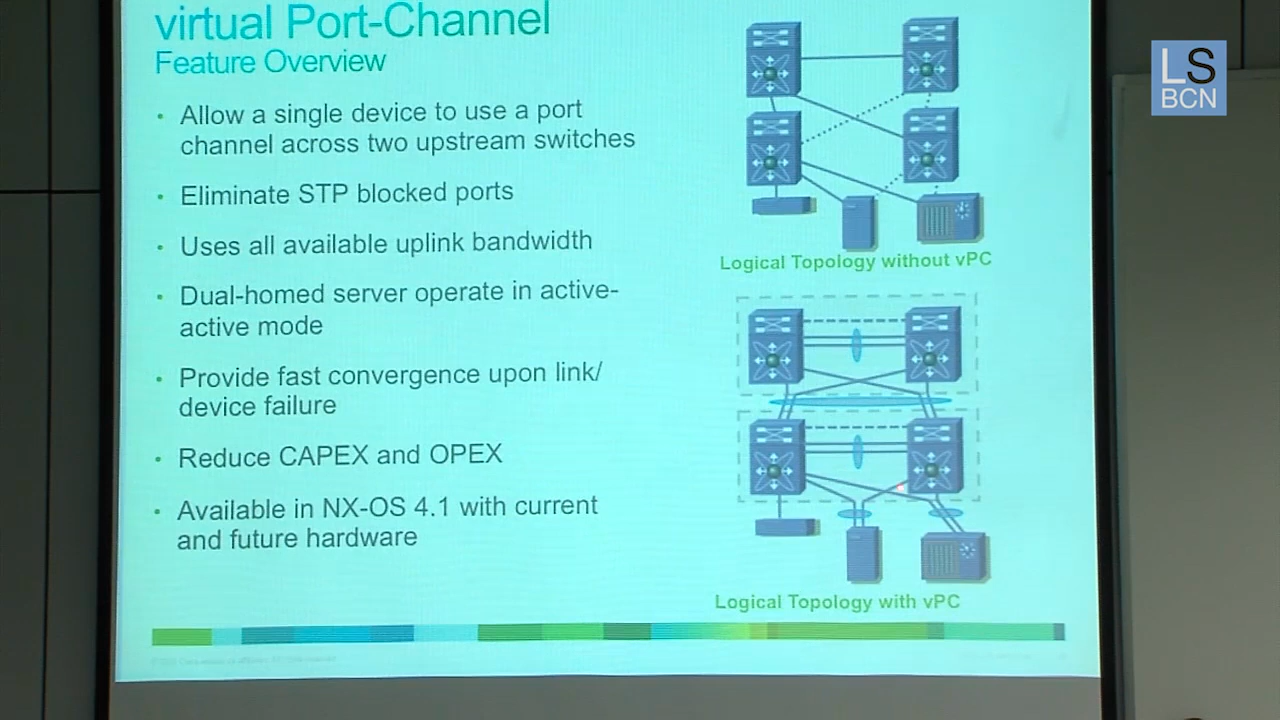 virtual Port-Channel
Feature Overview
• Allow a single device to use a port
channel across two upstream switches
• Eliminate STP blocked ports
• Uses all available uplink bandwidth
• Dual-homed server operate in active-
active mode
• Provide fast convergence upon link/
device failure
• Reduce CAPEX and OPEX
• Available in NX-OS 4.1 with current
and future hardware
Logical Topology without vPC
Logical Topology with vPC
LS
BCN